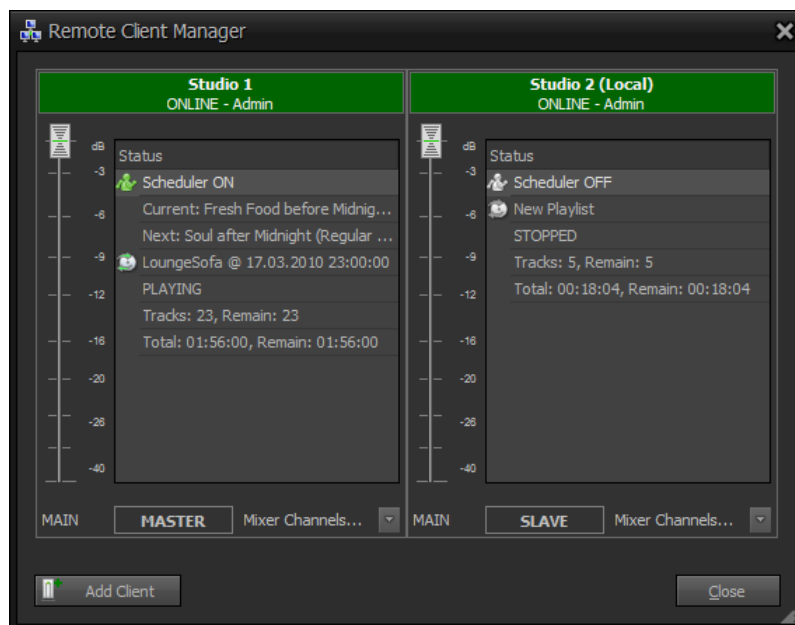 Remote Client Manager
Studio 1
ONLINE - Admin
dB
-3
-6
-9
-12
-16
-20
-26
-40
Status
Scheduler ON
Current: Fresh Food before Midnig...
Next: Soul after Midnight (Regular ...
LoungeSofa @ 17.03.2010 23:00:00
PLAYING
Tracks: 23, Remain: 23
Total: 01:56:00, Remain: 01:56:00
MAIN
MASTER
Mixer Channels...
Studio 2 (Local)
ONLINE - Admin
dB
-3
-6
-9
-12
-16
-20
-26
-40
Status
Scheduler OFF
New Playlist
STOPPED
Tracks: 5, Remain: 5
Total: 00:18:04, Remain: 00:18:04
MAIN
SLAVE
Mixer Channels...
Add Client
Close